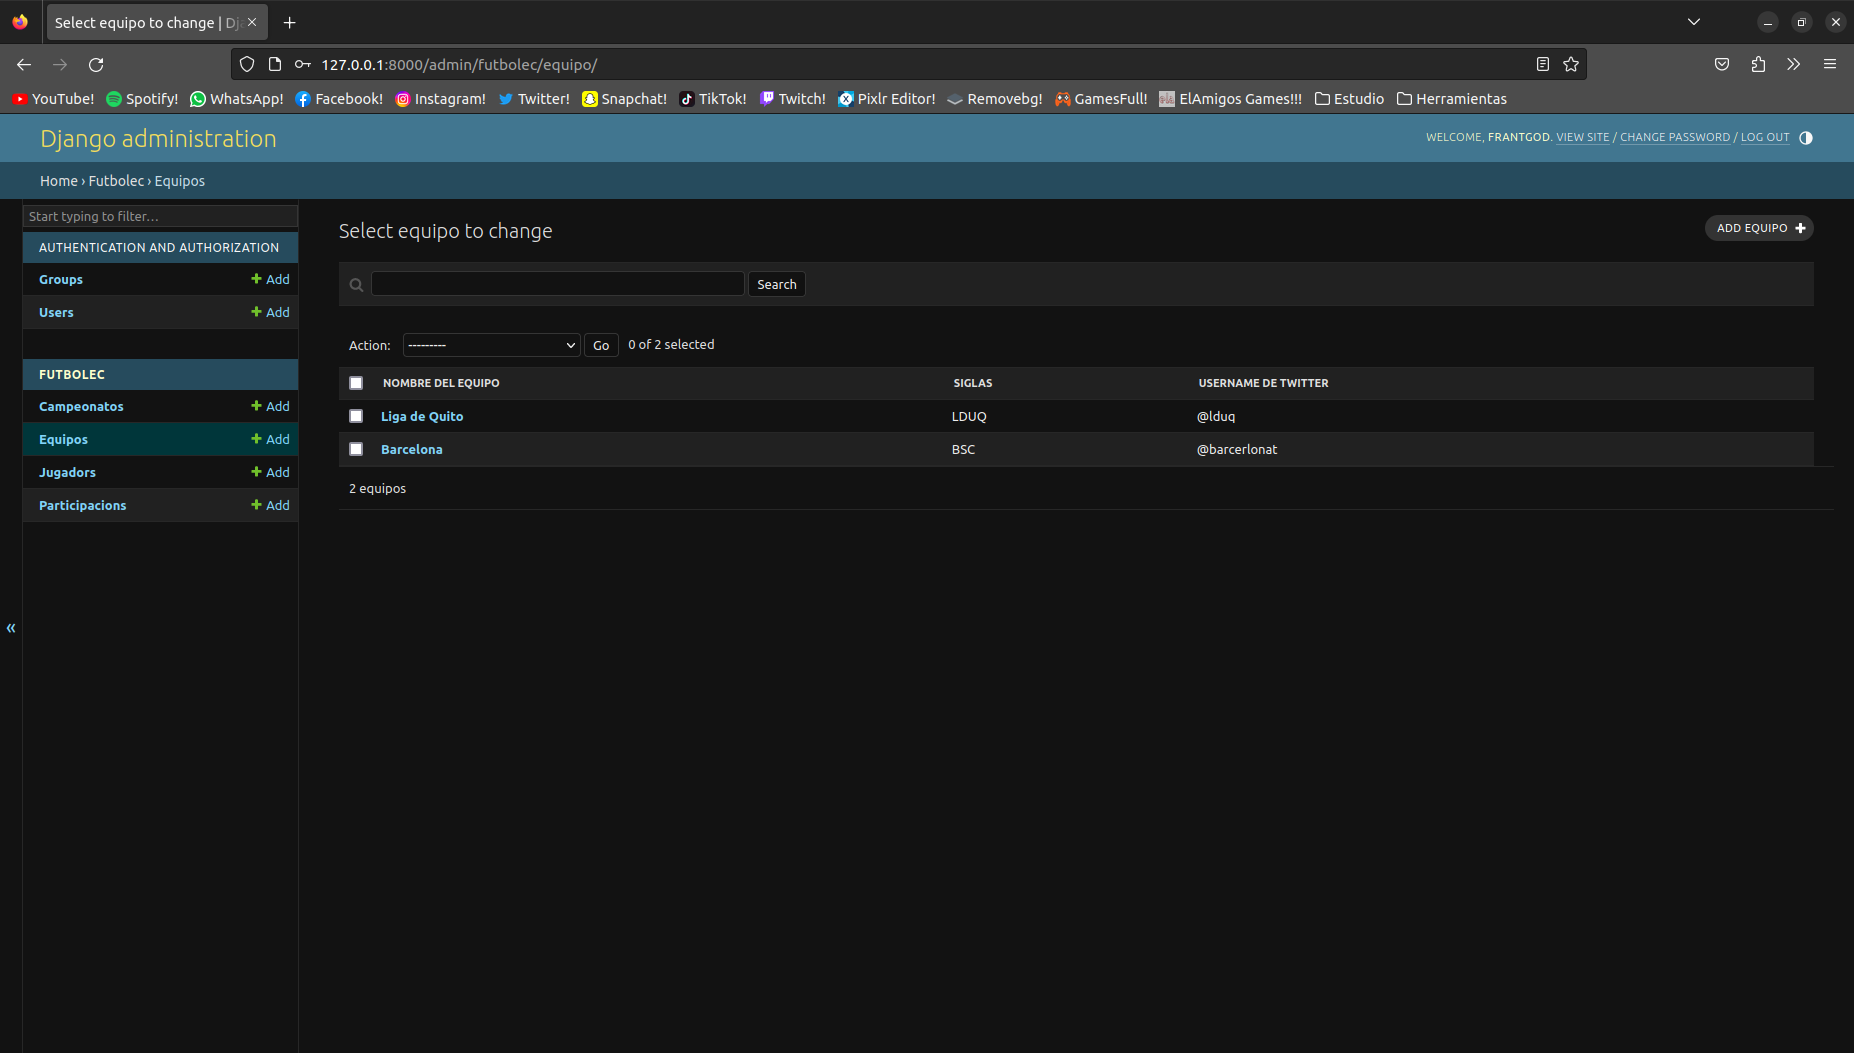 Select equipo to change | Dj
127.0.0.1:8000/admin/futbolec/equipo/
YouTube! Spotify! WhatsApp! Facebook! Instagram! Twitter! Snapchat! TikTok! Twitch! Pixlr Editor! Removebg! GamesFull! ElAmigos Games!!! Estudio Herramientas
Django administration
WELCOME, FRANTGOD. VIEW SITE / CHANGE PASSWORD / LOG OUT
Home › Futbolec › Equipos
Start typing to filter...
AUTHENTICATION AND AUTHORIZATION
Groups + Add
Users + Add
FUTBOLEC
Campeonatos + Add
Equipos + Add
Jugadors + Add
Participacions + Add
«
Select equipo to change
ADD EQUIPO +
Search
Action: --------- Go 0 of 2 selected
NOMBRE DEL EQUIPO SIGLAS USERNAME DE TWITTER
Liga de Quito LDUQ @lduq
Barcelona BSC @barcerlonat
2 equipos